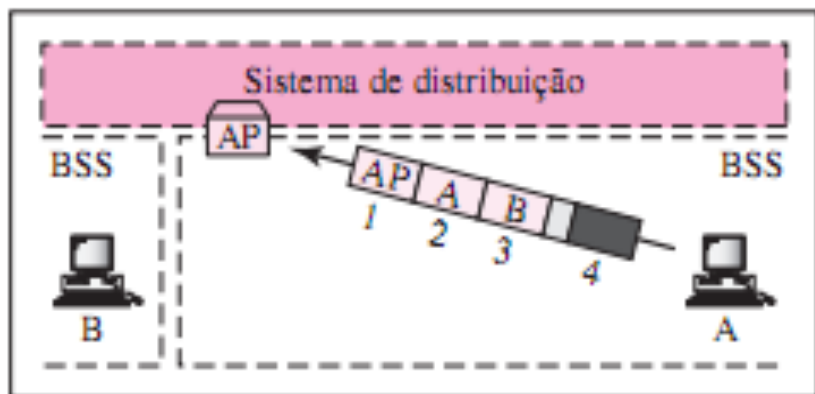 Sistema de distribuição
AP
BSS
BSS
AP A B
1 2 3 4
B
A